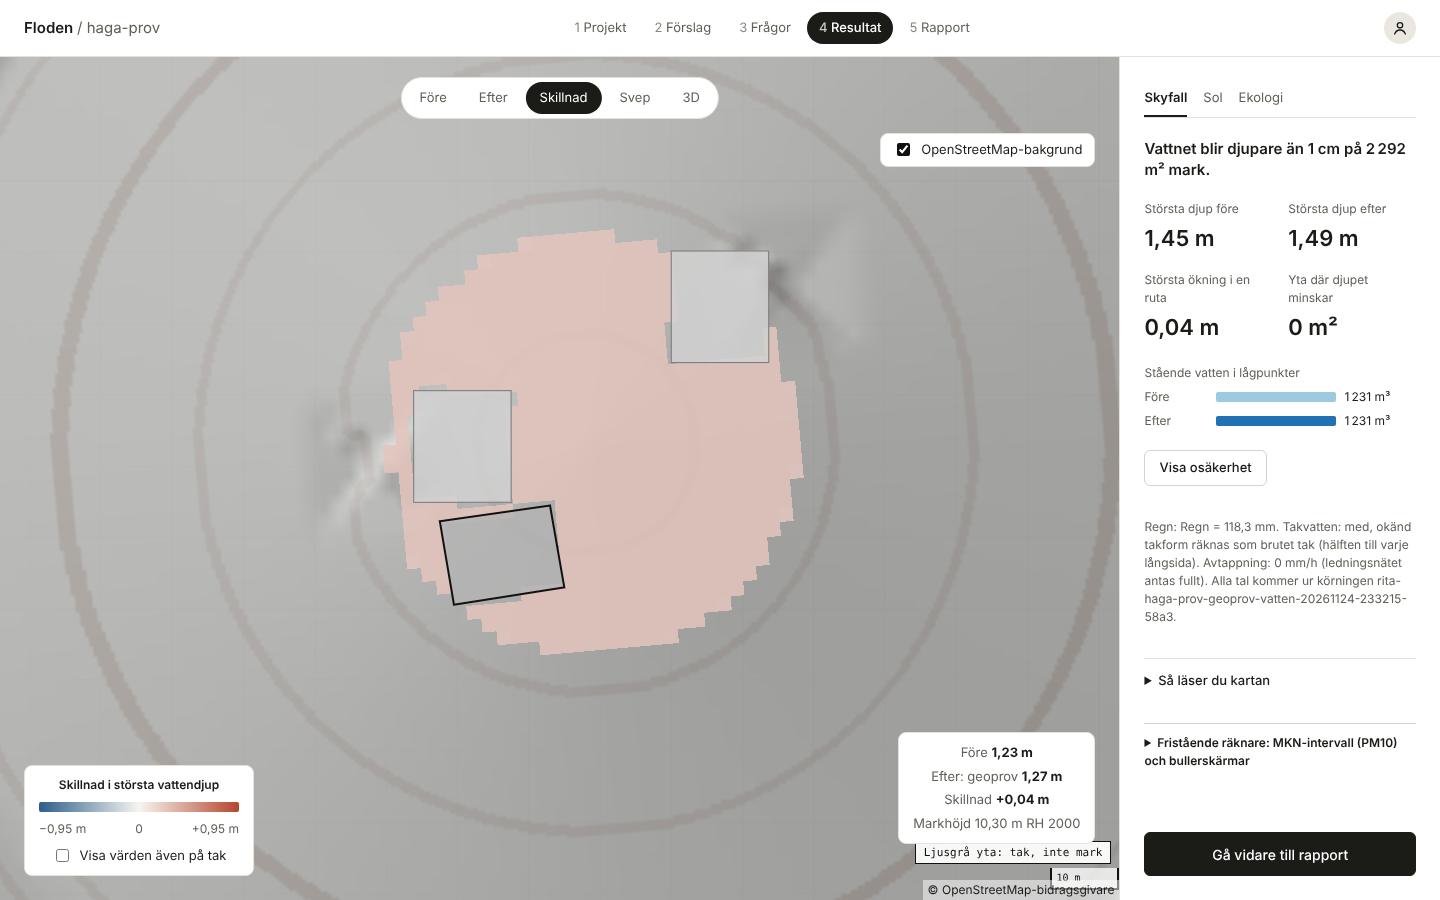 Floden / haga-prov
1 Projekt
2 Förslag
3 Frågor
4 Resultat
5 Rapport
Före
Efter
Skillnad
Svep
3D
OpenStreetMap-bakgrund
Skillnad i största vattendjup
−0,95 m
0
+0,95 m
Visa värden även på tak
Före 1,23 m
Efter: geoprov 1,27 m
Skillnad +0,04 m
Markhöjd 10,30 m RH 2000
Ljusgrå yta: tak, inte mark
10 m
© OpenStreetMap-bidragsgivare
Skyfall
Sol
Ekologi
Vattnet blir djupare än 1 cm på 2 292
m² mark.
Största djup före
Största djup efter
1,45 m
1,49 m
Största ökning i en
ruta
Yta där djupet
minskar
0,04 m
0 m²
Stående vatten i lågpunkter
Före
1 231 m³
Efter
1 231 m³
Visa osäkerhet
Regn: Regn = 118,3 mm. Takvatten: med, okänd
takform räknas som brutet tak (hälften till varje
långsida). Avtappning: 0 mm/h (ledningsnätet
antas fullt). Alla tal kommer ur körningen rita-
haga-prov-geoprov-vatten-20261124-233215-
58a3.
Så läser du kartan
Fristående räknare: MKN-intervall (PM10)
och bullerskärmar
Gå vidare till rapport